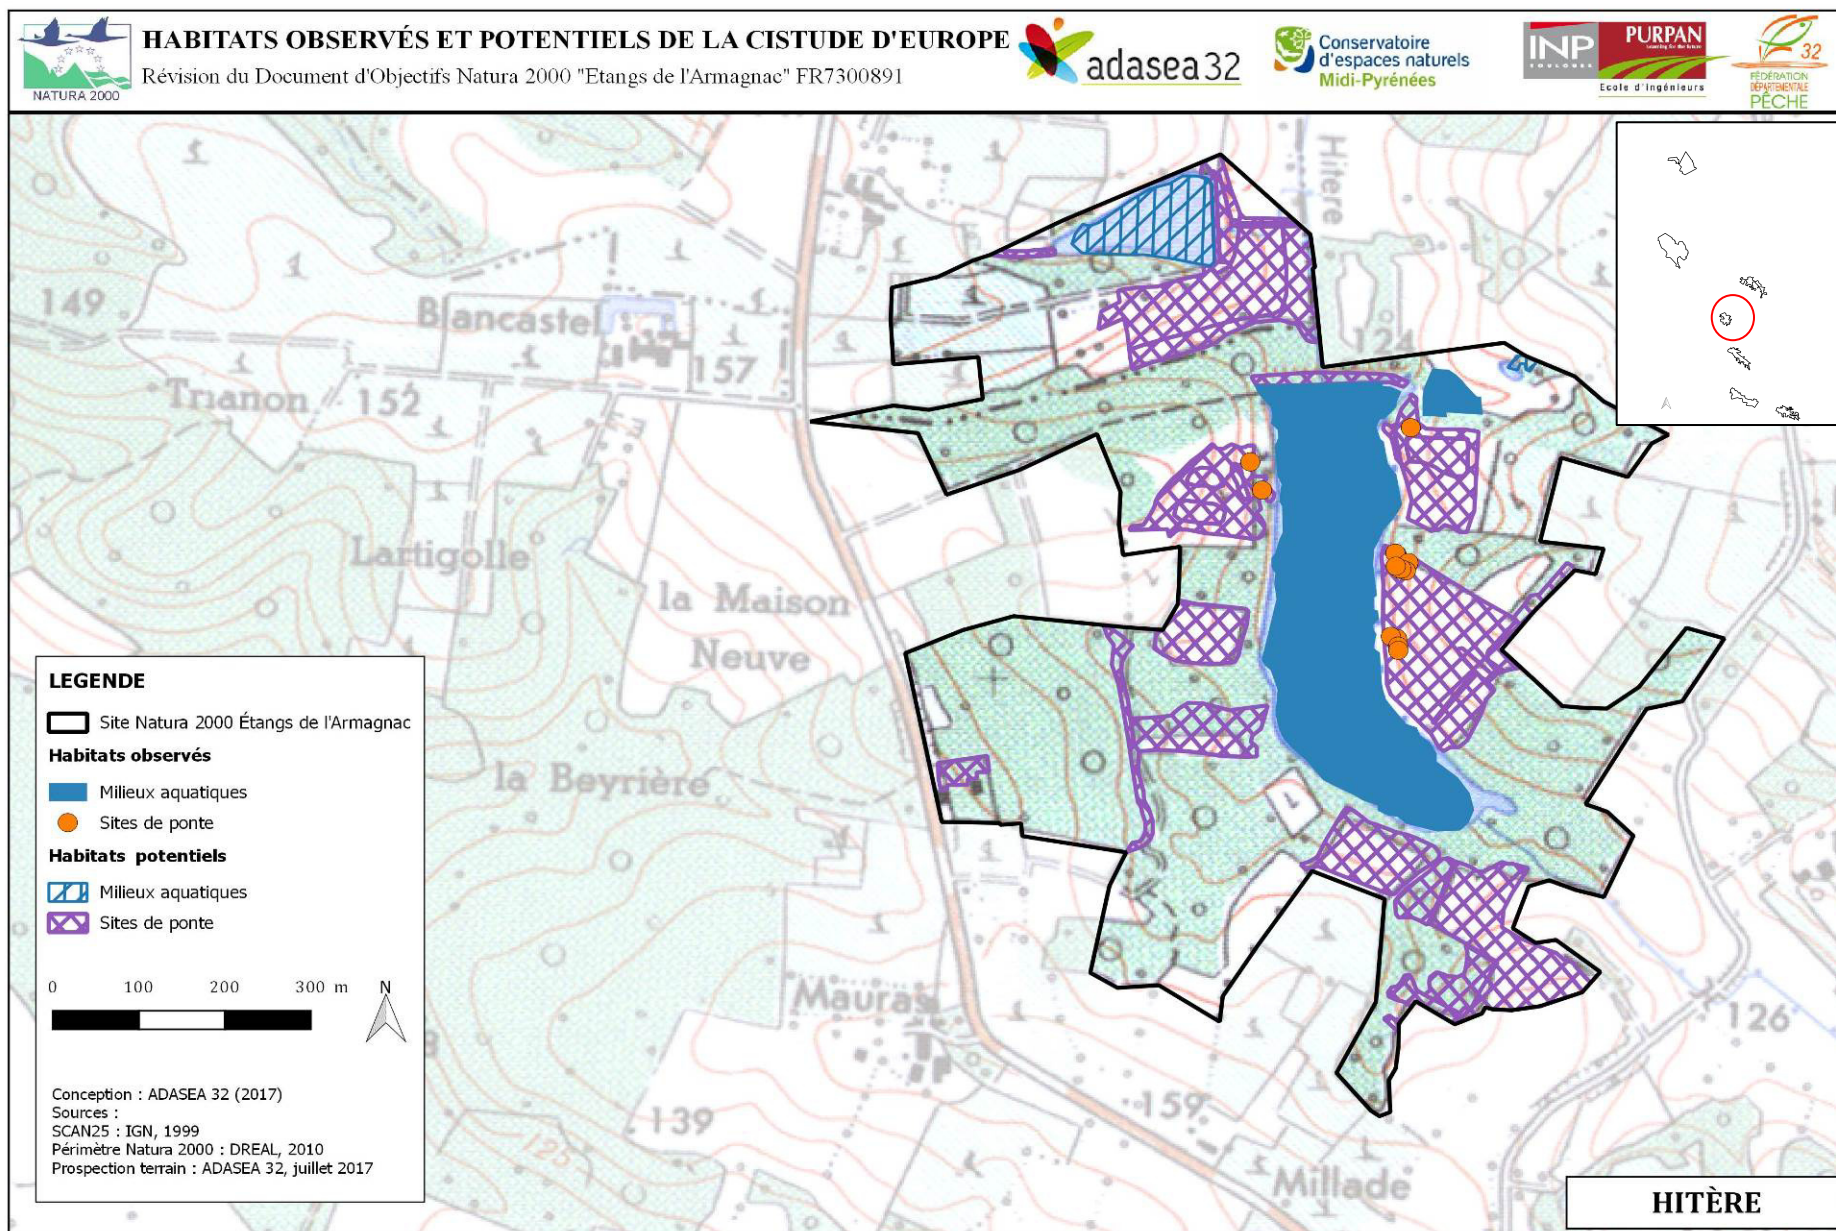 HABITATS OBSERVÉS ET POTENTIELS DE LA CISTUDE D'EUROPE
Révision du Document d'Objectifs Natura 2000 "Etangs de l'Armagnac" FR7300891
NATURA 2000
adasea32
Conservatoire
d'espaces naturels
Midi-Pyrénées
INP
TOULOUSE
PURPAN
Ecole d'Ingénieurs
32
FÉDÉRATION
DÉPARTEMENTALE
PÊCHE
Hitère
149
Blancastel
157
124
Trianon
152
Lartigolle
la Maison
Neuve
la Beyrière
Mauras
139
159
126
Millade
125
LEGENDE
Site Natura 2000 Étangs de l'Armagnac
Habitats observés
Milieux aquatiques
Sites de ponte
Habitats potentiels
Milieux aquatiques
Sites de ponte
0 100 200 300 m
N
Conception : ADASEA 32 (2017)
Sources :
SCAN25 : IGN, 1999
Périmètre Natura 2000 : DREAL, 2010
Prospection terrain : ADASEA 32, juillet 2017
HITÈRE